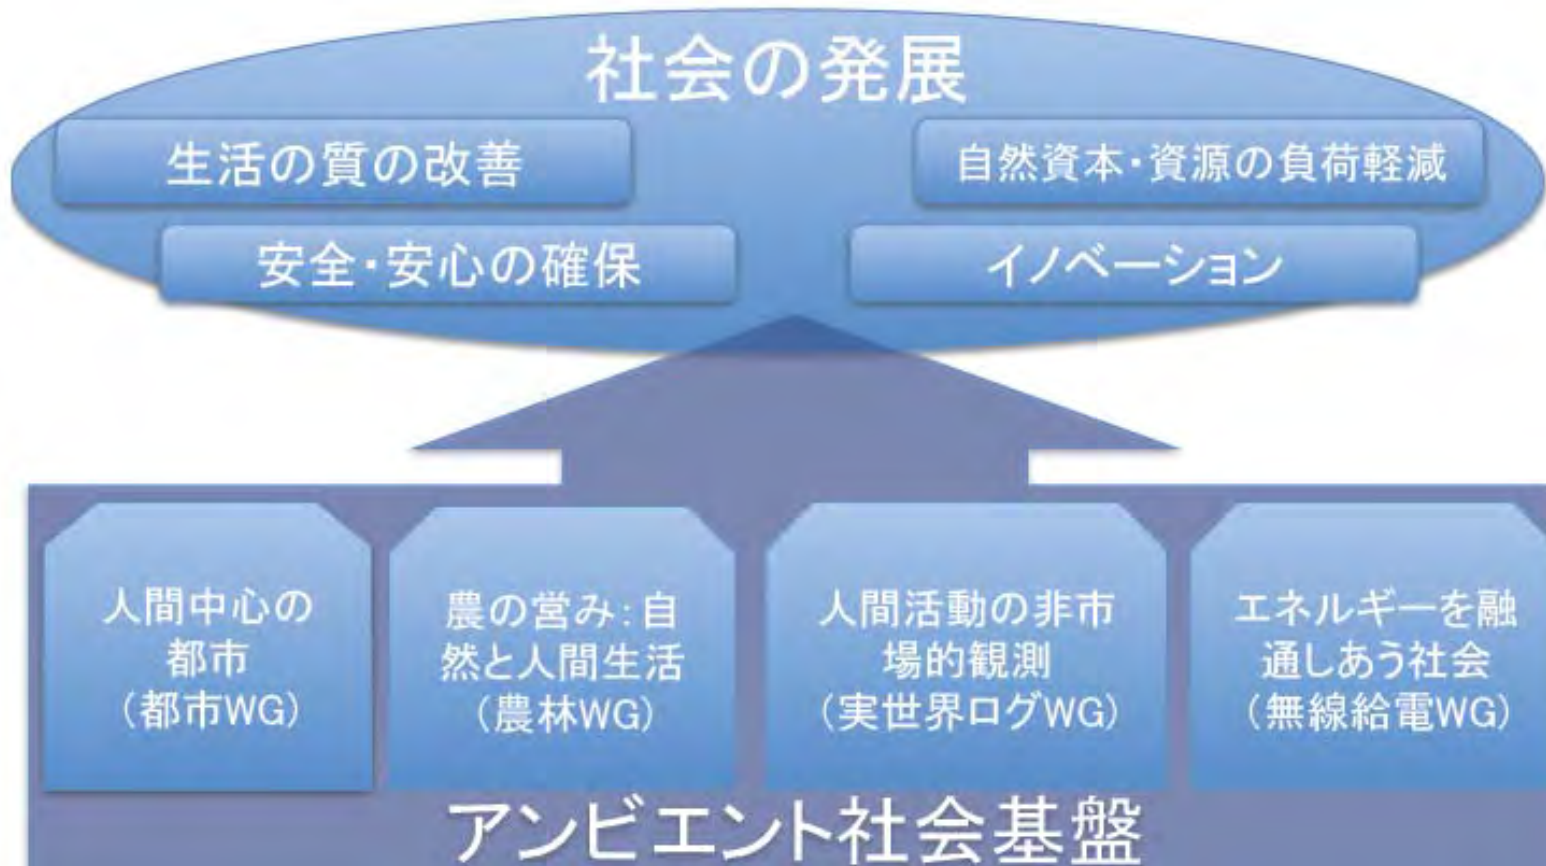 社会の発展
生活の質の改善
自然資本・資源の負荷軽減
安全・安心の確保
イノベーション
人間中心の
都市
（都市WG）
農の営み：自
然と人間生活
（農林WG）
人間活動の非市
場的観測
（実世界ログWG）
エネルギーを融
通しあう社会
（無線給電WG）
アンビエント社会基盤